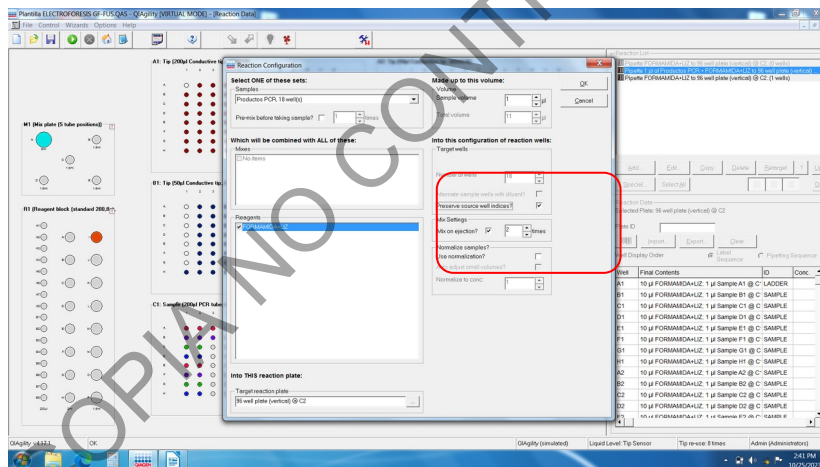 Plantilla ELECTROFORESIS GF-FUS.QAS - QIAgility [VIRTUAL MODE] - [Reaction Data]
File Control Wizards Options Help
A1: Tip (200µl Conductive
M1 (Mix plate (5 tube positions))
B1: Tip (50µl Conductive tip
R1 (Reagent block (standard 200,
C1: Sample (200µl PCR tube
Reaction Configuration
Select ONE of these sets:
Samples
Productos PCR, 18 well(s)
Pre-mix before taking sample? 1 times
Which will be combined with ALL of these:
Mixes
No items
Reagents
FORMAMIDA+LIZ
Into THIS reaction plate:
Target reaction plate
96 well plate (vertical) @ C2
...
Made up to this volume:
Volume
Sample volume 1 µl
Total volume 11 µl
OK
Cancel
Into this configuration of reaction wells:
Target wells
Number of wells 18
Alternate sample wells with diluent?
Preserve source well indices?
Mix Settings
Mix on ejection? 2 times
Normalize samples?
Use normalization?
Auto adjust small volumes?
Normalize to conc. 1
Reaction List
Pipette FORMAMIDA+LIZ to 96 well plate (vertical) @ C2. (0 wells)
Pipette 1 µl of Productos PCR + FORMAMIDA+LIZ to 96 well plate (vertical)
Pipette FORMAMIDA+LIZ to 96 well plate (vertical) @ C2. (1 wells)
Add... Edit... Copy Delete Rearrange ?
Special... Select All
Reaction Data
Selected Plate: 96 well plate (vertical) @ C2
Plate ID
Import... Export... Clear
Well Display Order Label Sequence Pipetting Sequence
Well Final Contents ID Conc.
A1 10 µl FORMAMIDA+LIZ; 1 µl Sample A1 @ C LADDER
B1 10 µl FORMAMIDA+LIZ; 1 µl Sample B1 @ C SAMPLE
C1 10 µl FORMAMIDA+LIZ; 1 µl Sample C1 @ C SAMPLE
D1 10 µl FORMAMIDA+LIZ; 1 µl Sample D1 @ C SAMPLE
E1 10 µl FORMAMIDA+LIZ; 1 µl Sample E1 @ C SAMPLE
F1 10 µl FORMAMIDA+LIZ; 1 µl Sample F1 @ C SAMPLE
G1 10 µl FORMAMIDA+LIZ; 1 µl Sample G1 @ C SAMPLE
H1 10 µl FORMAMIDA+LIZ; 1 µl Sample H1 @ C SAMPLE
A2 10 µl FORMAMIDA+LIZ; 1 µl Sample A2 @ C SAMPLE
B2 10 µl FORMAMIDA+LIZ; 1 µl Sample B2 @ C SAMPLE
C2 10 µl FORMAMIDA+LIZ; 1 µl Sample C2 @ C SAMPLE
D2 10 µl FORMAMIDA+LIZ; 1 µl Sample D2 @ C SAMPLE
E2 10 µl FORMAMIDA+LIZ; 1 µl Sample E2 @ C SAMPLE
QIAgility v4.17.1 OK QIAgility (simulated) Liquid Level: Tip Sensor Tip re-use: 8 times Admin (Administrators)
2:41 PM
COPIA NO CONT